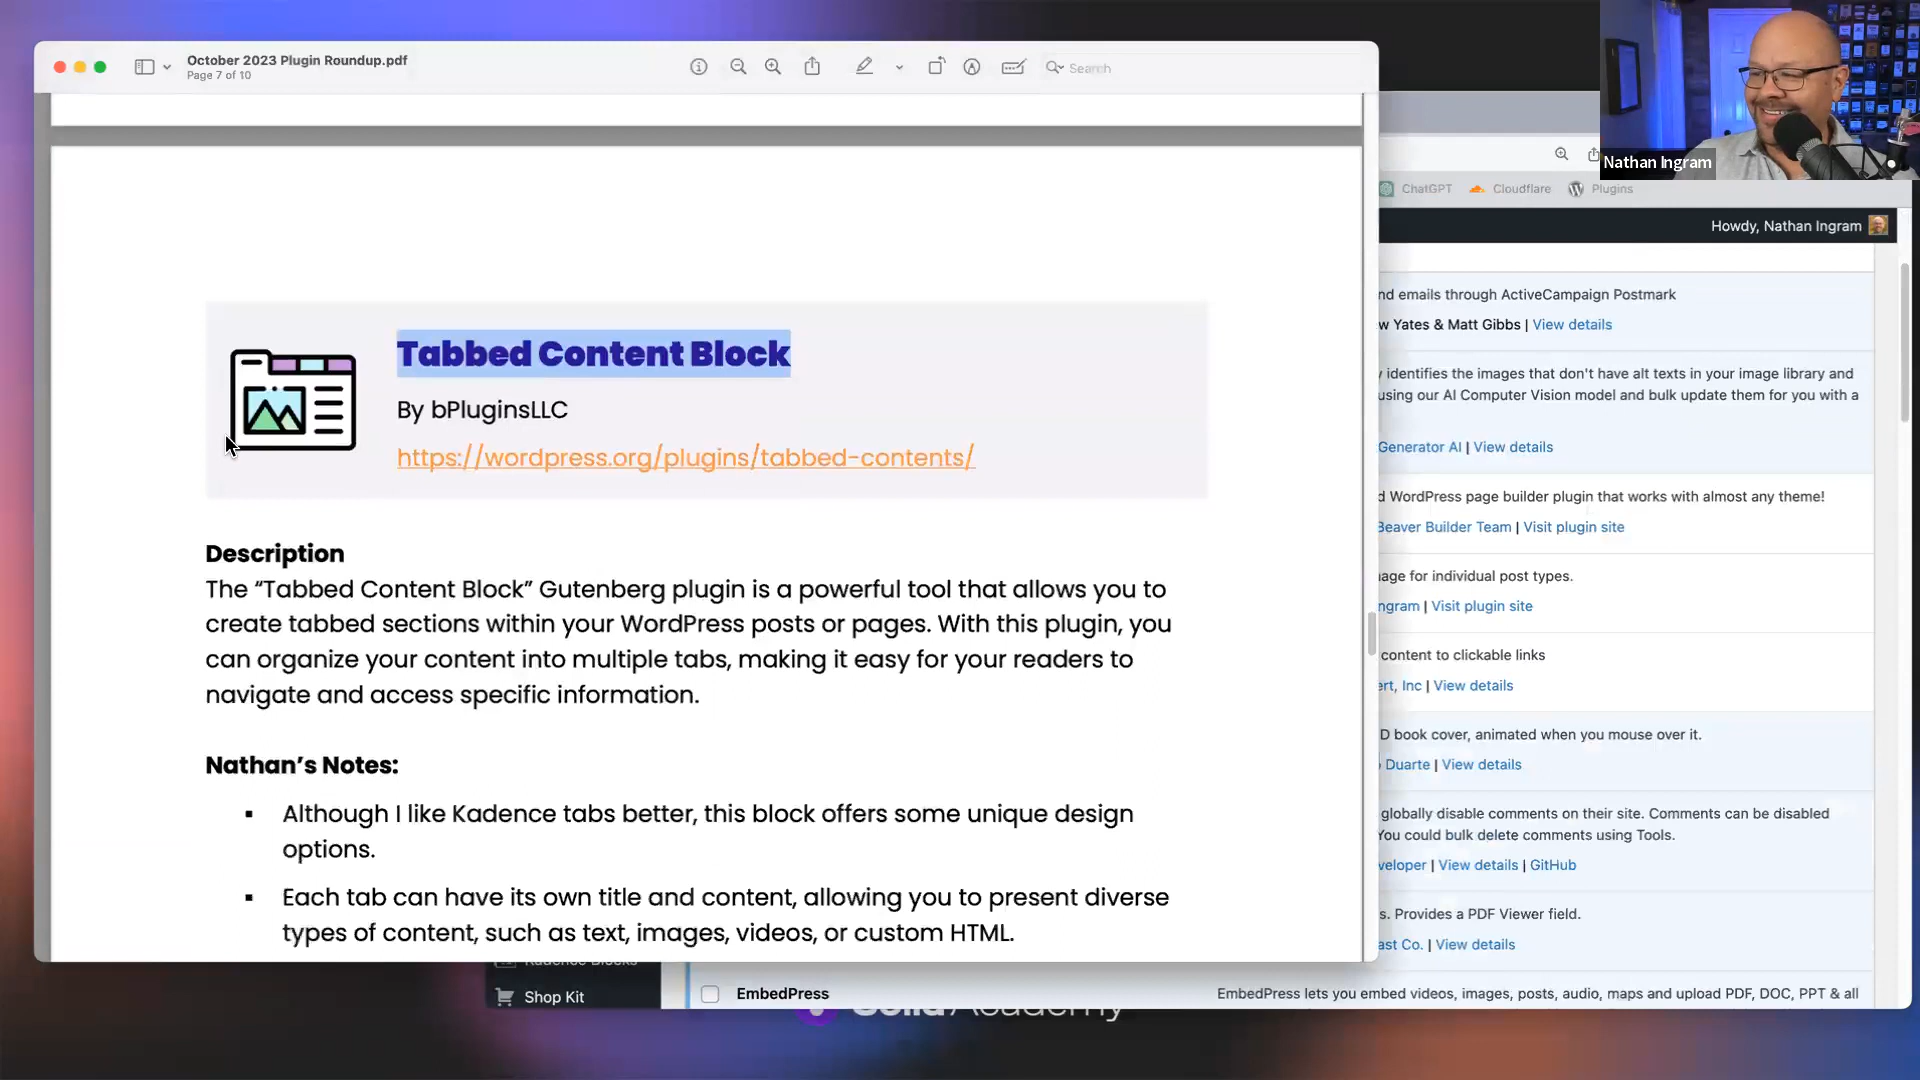 October 2023 Plugin Roundup.pdf
Page 7 of 10
Search
Nathan Ingram
ChatGPT
Cloudflare
Plugins
Howdy, Nathan Ingram
Tabbed Content Block
By bPluginsLLC
https://wordpress.org/plugins/tabbed-contents/
Description
The “Tabbed Content Block” Gutenberg plugin is a powerful tool that allows you to
create tabbed sections within your WordPress posts or pages. With this plugin, you
can organize your content into multiple tabs, making it easy for your readers to
navigate and access specific information.
Nathan’s Notes:
▪ Although I like Kadence tabs better, this block offers some unique design
options.
▪ Each tab can have its own title and content, allowing you to present diverse
types of content, such as text, images, videos, or custom HTML.
emails through ActiveCampaign Postmark
Yates & Matt Gibbs | View details
identifies the images that don't have alt texts in your image library and
using our AI Computer Vision model and bulk update them for you with a
Generator AI | View details
WordPress page builder plugin that works with almost any theme!
Beaver Builder Team | Visit plugin site
for individual post types.
| Visit plugin site
content to clickable links
Inc | View details
book cover, animated when you mouse over it.
Duarte | View details
globally disable comments on their site. Comments can be disabled
You could bulk delete comments using Tools.
| View details | GitHub
Provides a PDF Viewer field.
Co. | View details
Kadence Blocks
Shop Kit
EmbedPress
EmbedPress lets you embed videos, images, posts, audio, maps and upload PDF, DOC, PPT & all
Academy